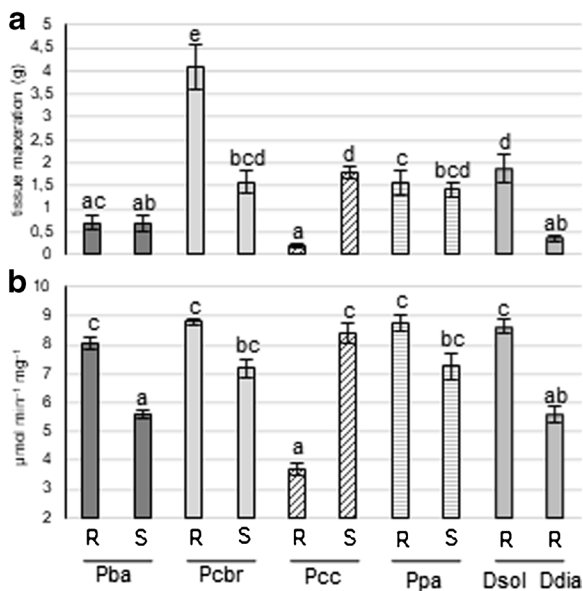 a
tissue maceration (g)
5
4,5
4
3,5
3
2,5
2
1,5
1
0,5
0
ac ab e bcd a d c bcd d ab
b
µmol min⁻¹ mg⁻¹
10
9
8
7
6
5
4
3
2
c a c bc a c c bc c ab
R S R S R S R S R R
Pba Pcbr Pcc Ppa Dsol Ddia